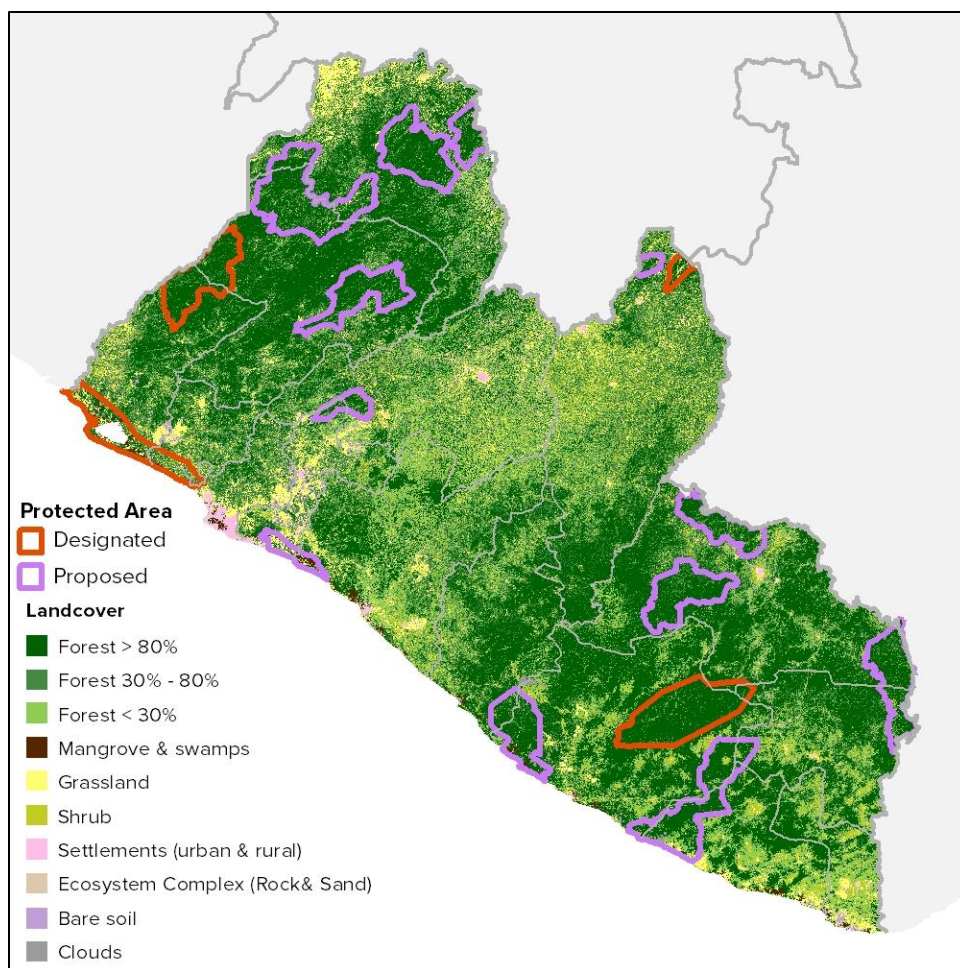 Protected Area
Designated
Proposed
Landcover
Forest > 80%
Forest 30% - 80%
Forest < 30%
Mangrove & swamps
Grassland
Shrub
Settlements (urban & rural)
Ecosystem Complex (Rock& Sand)
Bare soil
Clouds